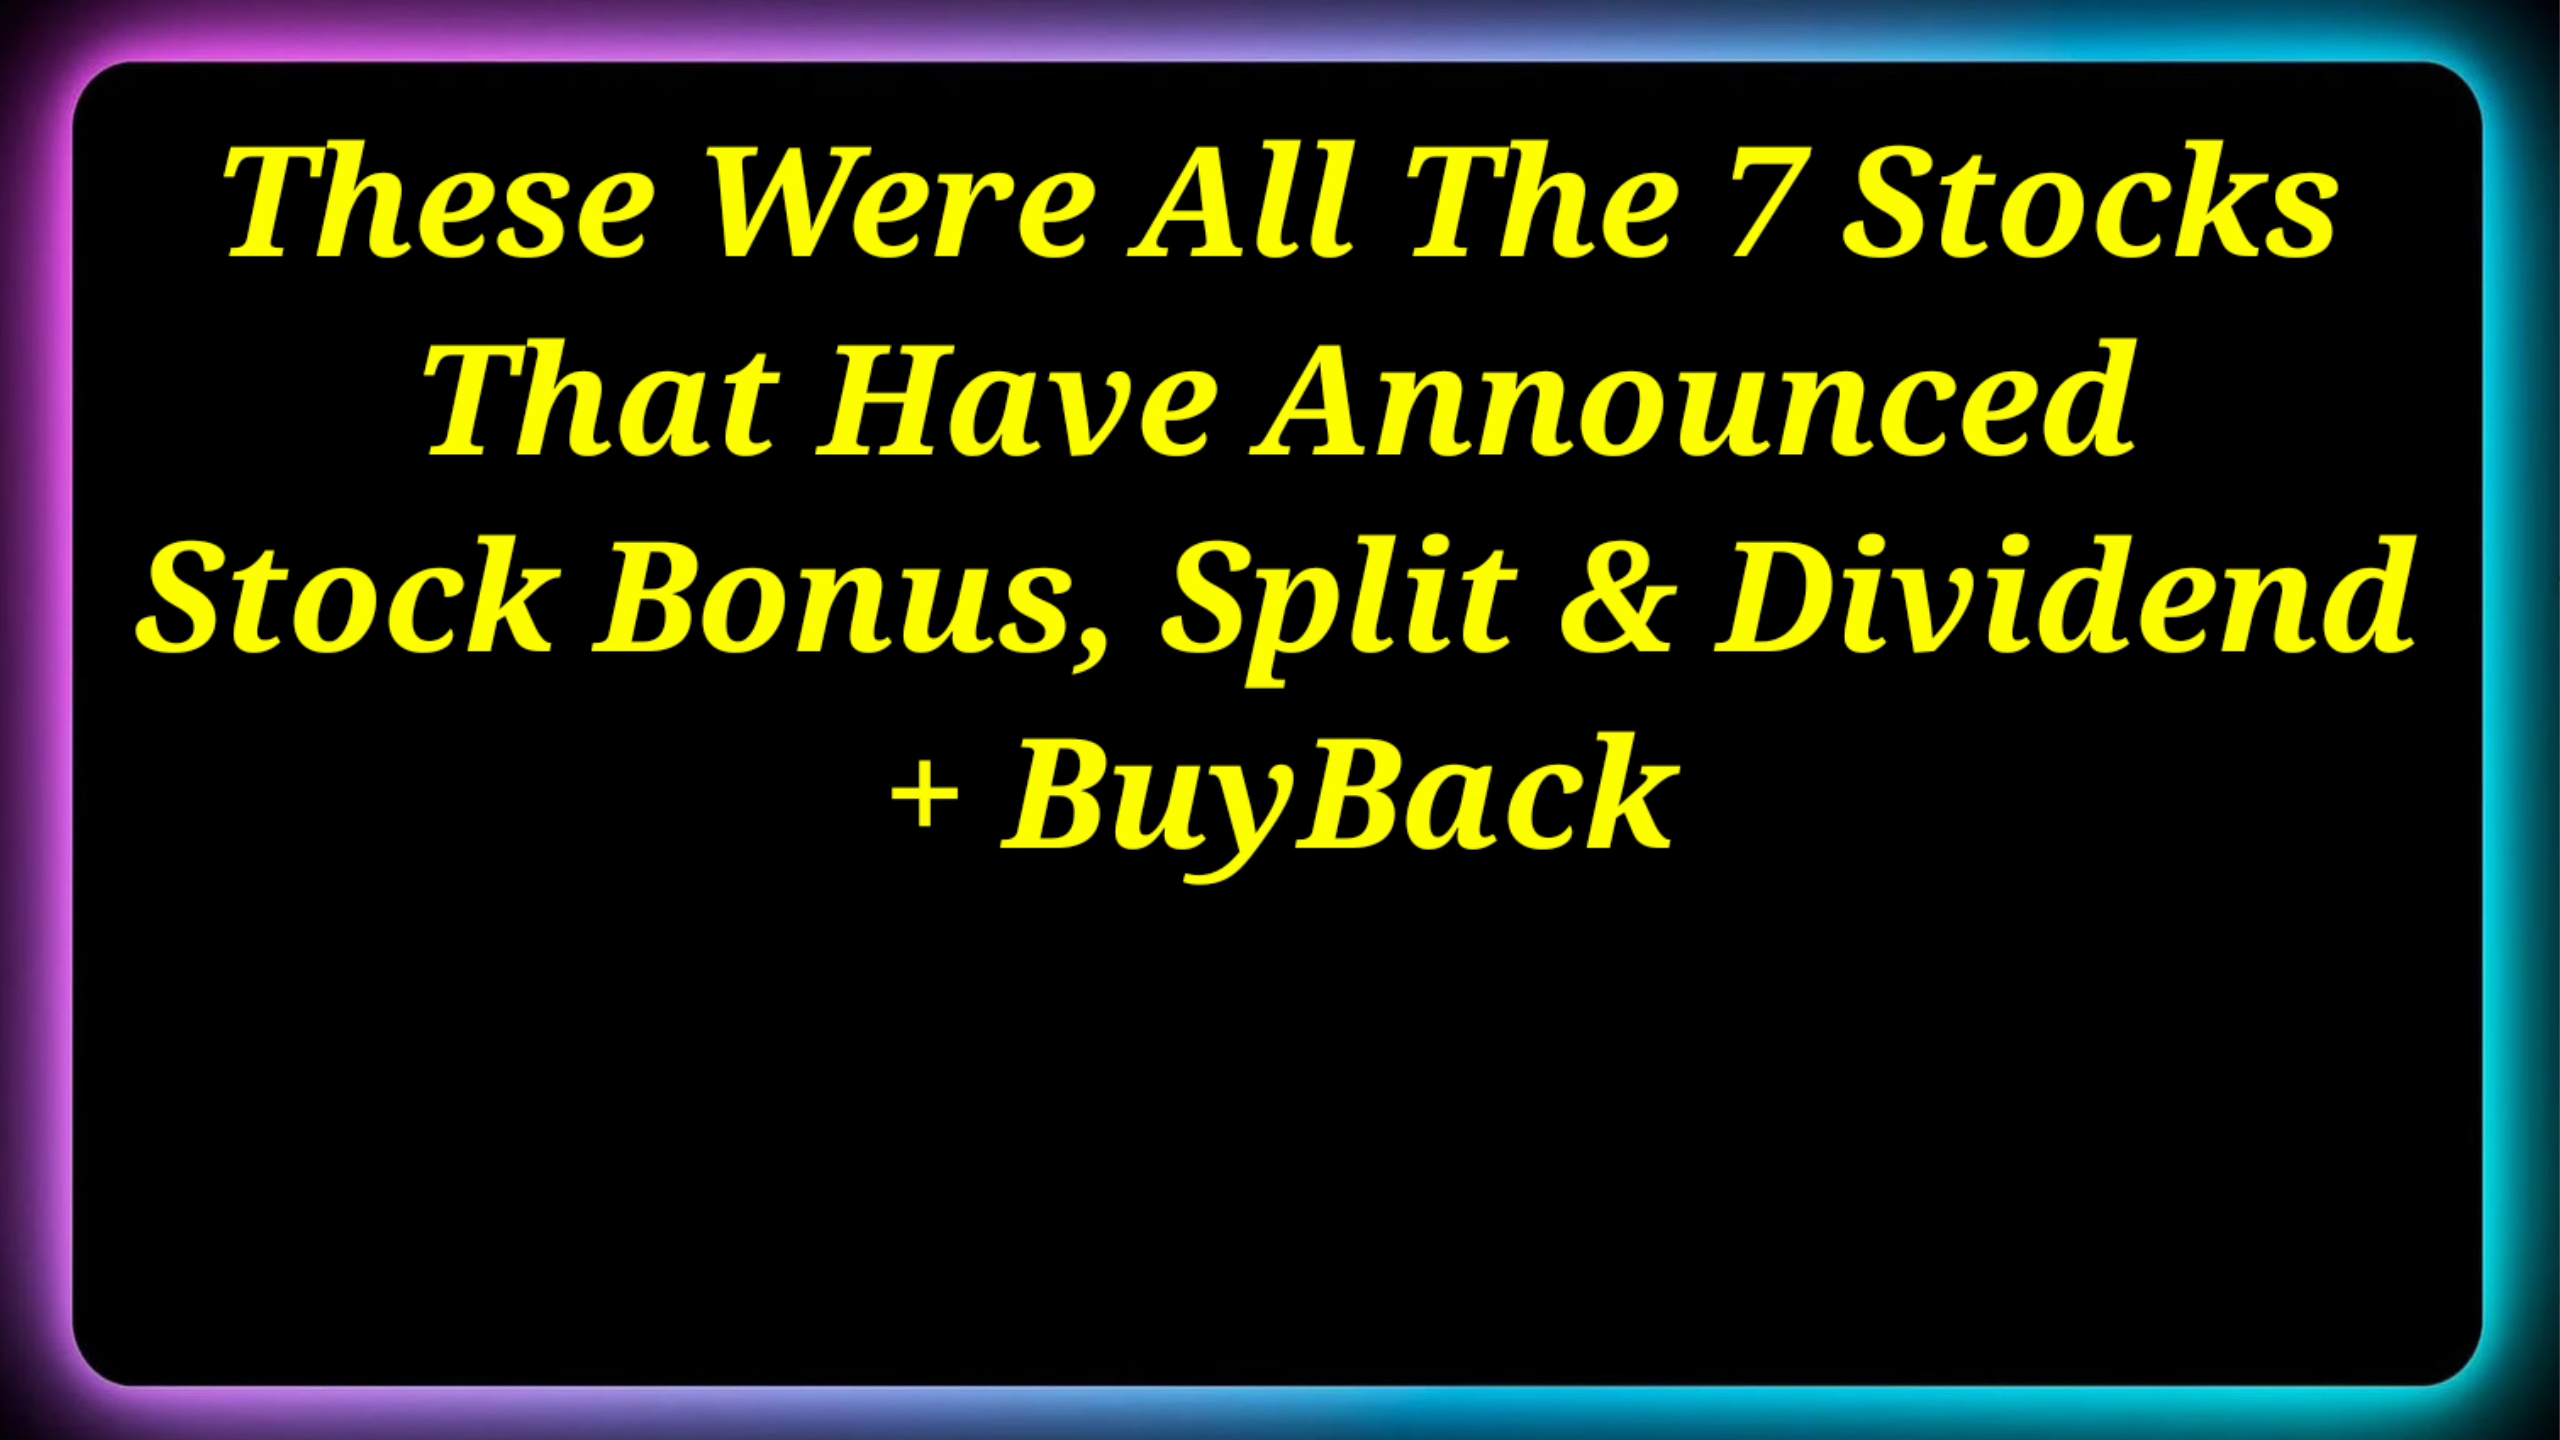 These Were All The 7 Stocks
That Have Announced
Stock Bonus, Split & Dividend
+ BuyBack